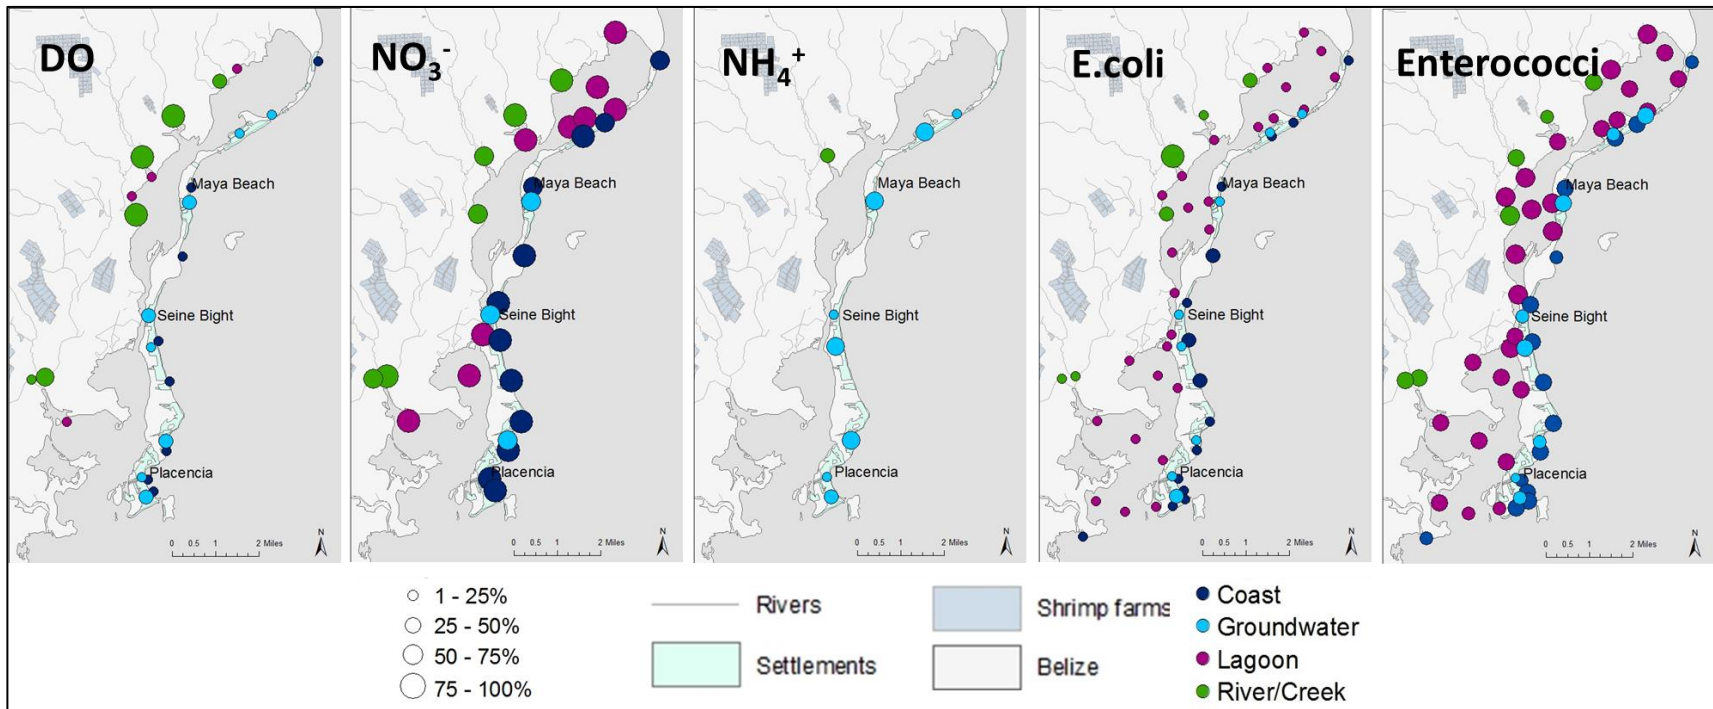 DO
Maya Beach
Seine Bight
Placencia
N
0 0.5 1 2 Miles
NO₃⁻
Maya Beach
Seine Bight
Placencia
N
0 0.5 1 2 Miles
NH₄⁺
Maya Beach
Seine Bight
Placencia
N
0 0.5 1 2 Miles
E.coli
Maya Beach
Seine Bight
Placencia
N
0 0.5 1 2 Miles
Enterococci
Maya Beach
Seine Bight
Placencia
N
0 0.5 1 2 Miles
1 - 25%
25 - 50%
50 - 75%
75 - 100%
Rivers
Settlements
Shrimp farms
Belize
Coast
Groundwater
Lagoon
River/Creek